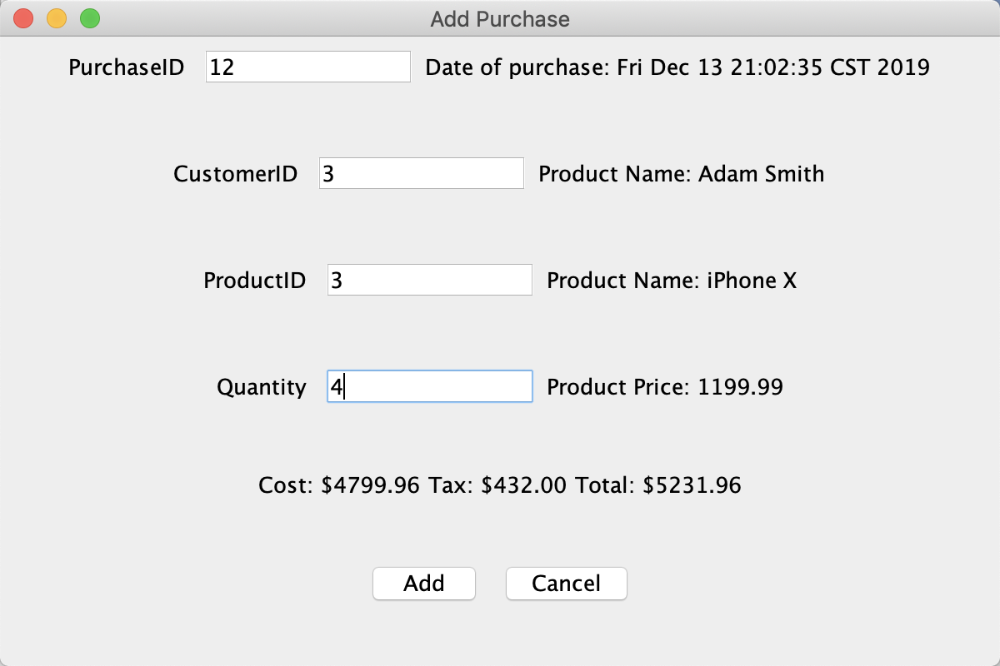 Add Purchase
PurchaseID 12 Date of purchase: Fri Dec 13 21:02:35 CST 2019
CustomerID 3 Product Name: Adam Smith
ProductID 3 Product Name: iPhone X
Quantity 4 Product Price: 1199.99
Cost: $4799.96 Tax: $432.00 Total: $5231.96
Add Cancel